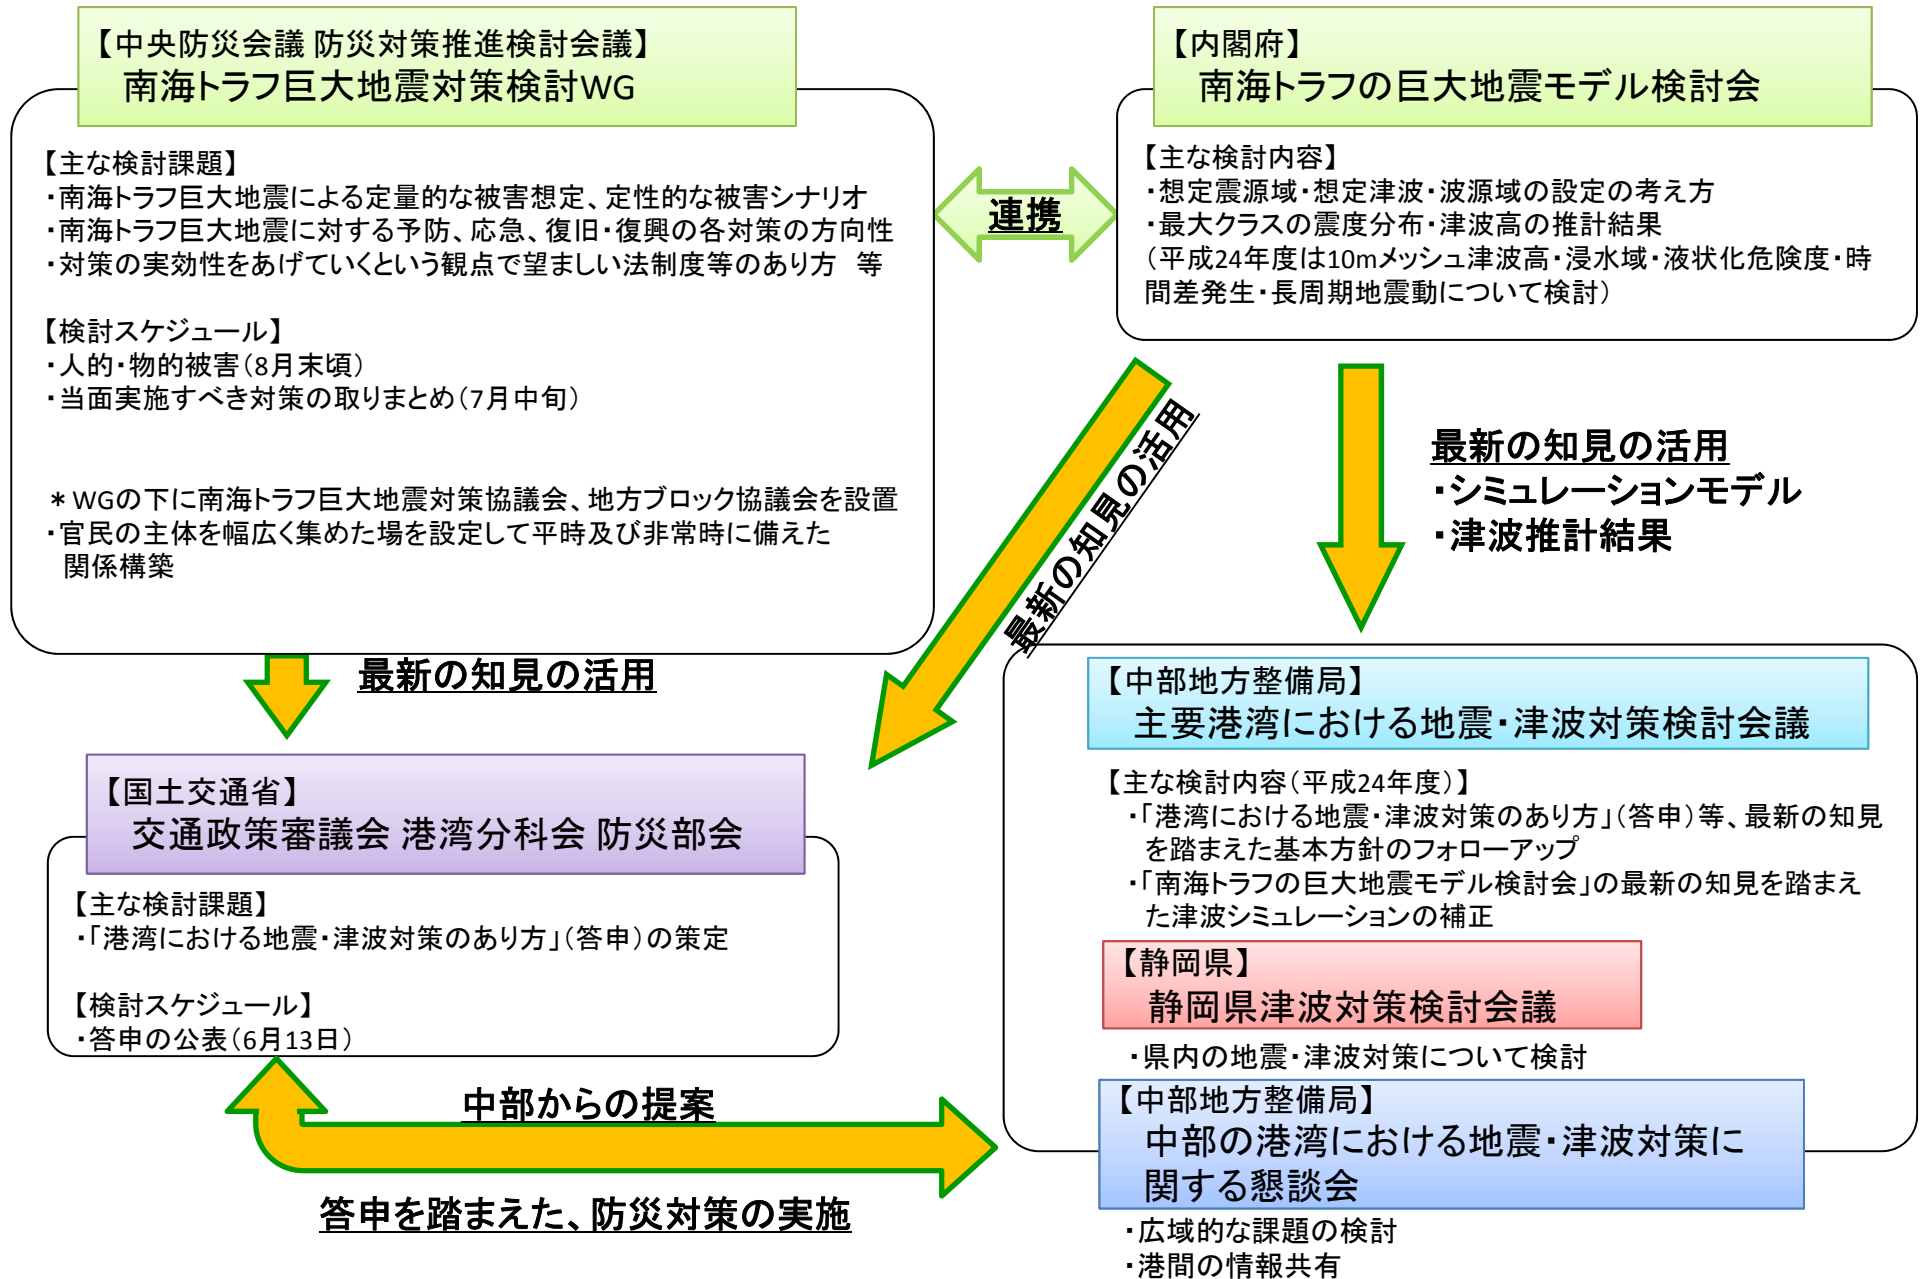 【中央防災会議 防災対策推進検討会議】
南海トラフ巨大地震対策検討WG
【主な検討課題】
・南海トラフ巨大地震による定量的な被害想定、定性的な被害シナリオ
・南海トラフ巨大地震に対する予防、応急、復旧・復興の各対策の方向性
・対策の実効性をあげていくという観点で望ましい法制度等のあり方　等
【検討スケジュール】
・人的・物的被害（8月末頃）
・当面実施すべき対策の取りまとめ（7月中旬）
＊WGの下に南海トラフ巨大地震対策協議会、地方ブロック協議会を設置
・官民の主体を幅広く集めた場を設定して平時及び非常時に備えた
関係構築
連携
【内閣府】
南海トラフの巨大地震モデル検討会
【主な検討内容】
・想定震源域・想定津波・波源域の設定の考え方
・最大クラスの震度分布・津波高の推計結果
（平成24年度は10mメッシュ津波高・浸水域・液状化危険度・時
間差発生・長周期地震動について検討）
最新の知見の活用
最新の知見の活用
・シミュレーションモデル
・津波推計結果
最新の知見の活用
【国土交通省】
交通政策審議会 港湾分科会 防災部会
【主な検討課題】
・「港湾における地震・津波対策のあり方」（答申）の策定
【検討スケジュール】
・答申の公表（6月13日）
中部からの提案
答申を踏まえた、防災対策の実施
【中部地方整備局】
主要港湾における地震・津波対策検討会議
【主な検討内容（平成24年度）】
・「港湾における地震・津波対策のあり方」（答申）等、最新の知見
を踏まえた基本方針のフォローアップ
・「南海トラフの巨大地震モデル検討会」の最新の知見を踏まえ
た津波シミュレーションの補正
【静岡県】
静岡県津波対策検討会議
・県内の地震・津波対策について検討
【中部地方整備局】
中部の港湾における地震・津波対策に
関する懇談会
・広域的な課題の検討
・港間の情報共有